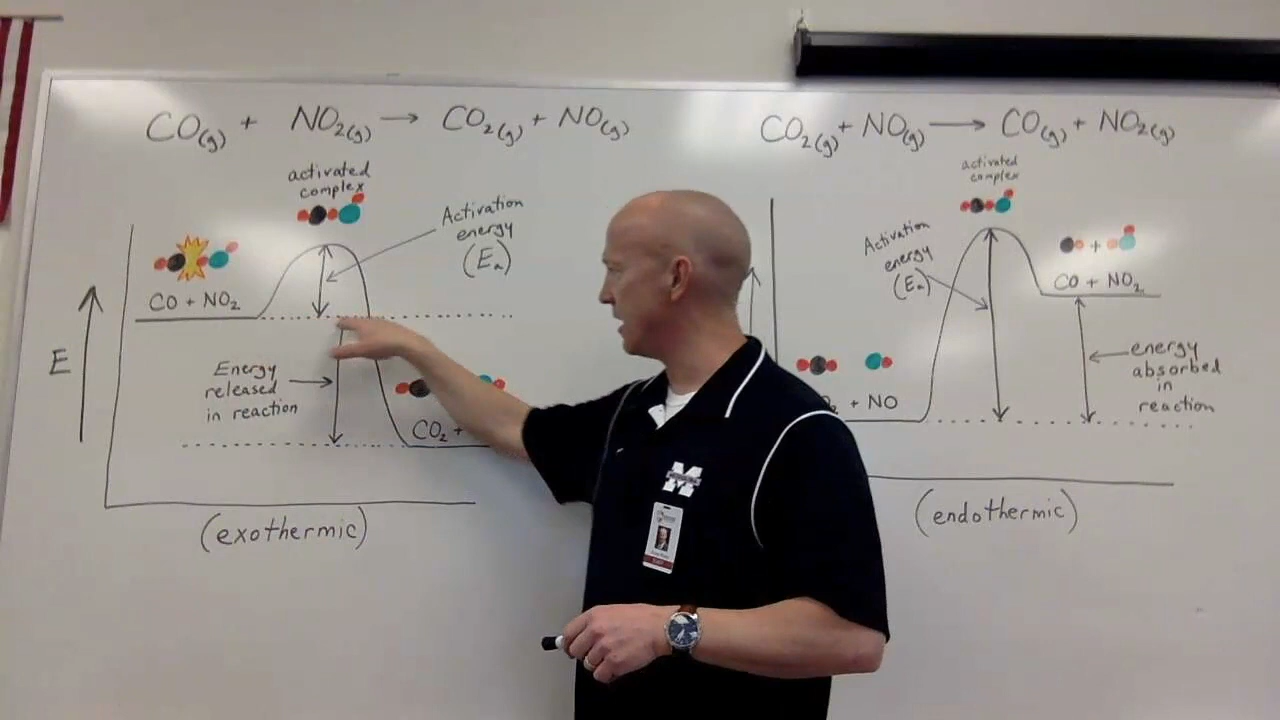 CO(g) + NO₂(g) → CO₂(g) + NO(g)
activated
complex
Activation
energy
(Eₐ)
CO + NO₂
E
Energy
released
in reaction
CO₂ +
(exothermic)
CO₂(g) + NO(g) → CO(g) + NO₂(g)
activated
complex
Activation
energy
(Eₐ)
+
CO + NO₂
energy
absorbed
in
reaction
₂ + NO
(endothermic)
M